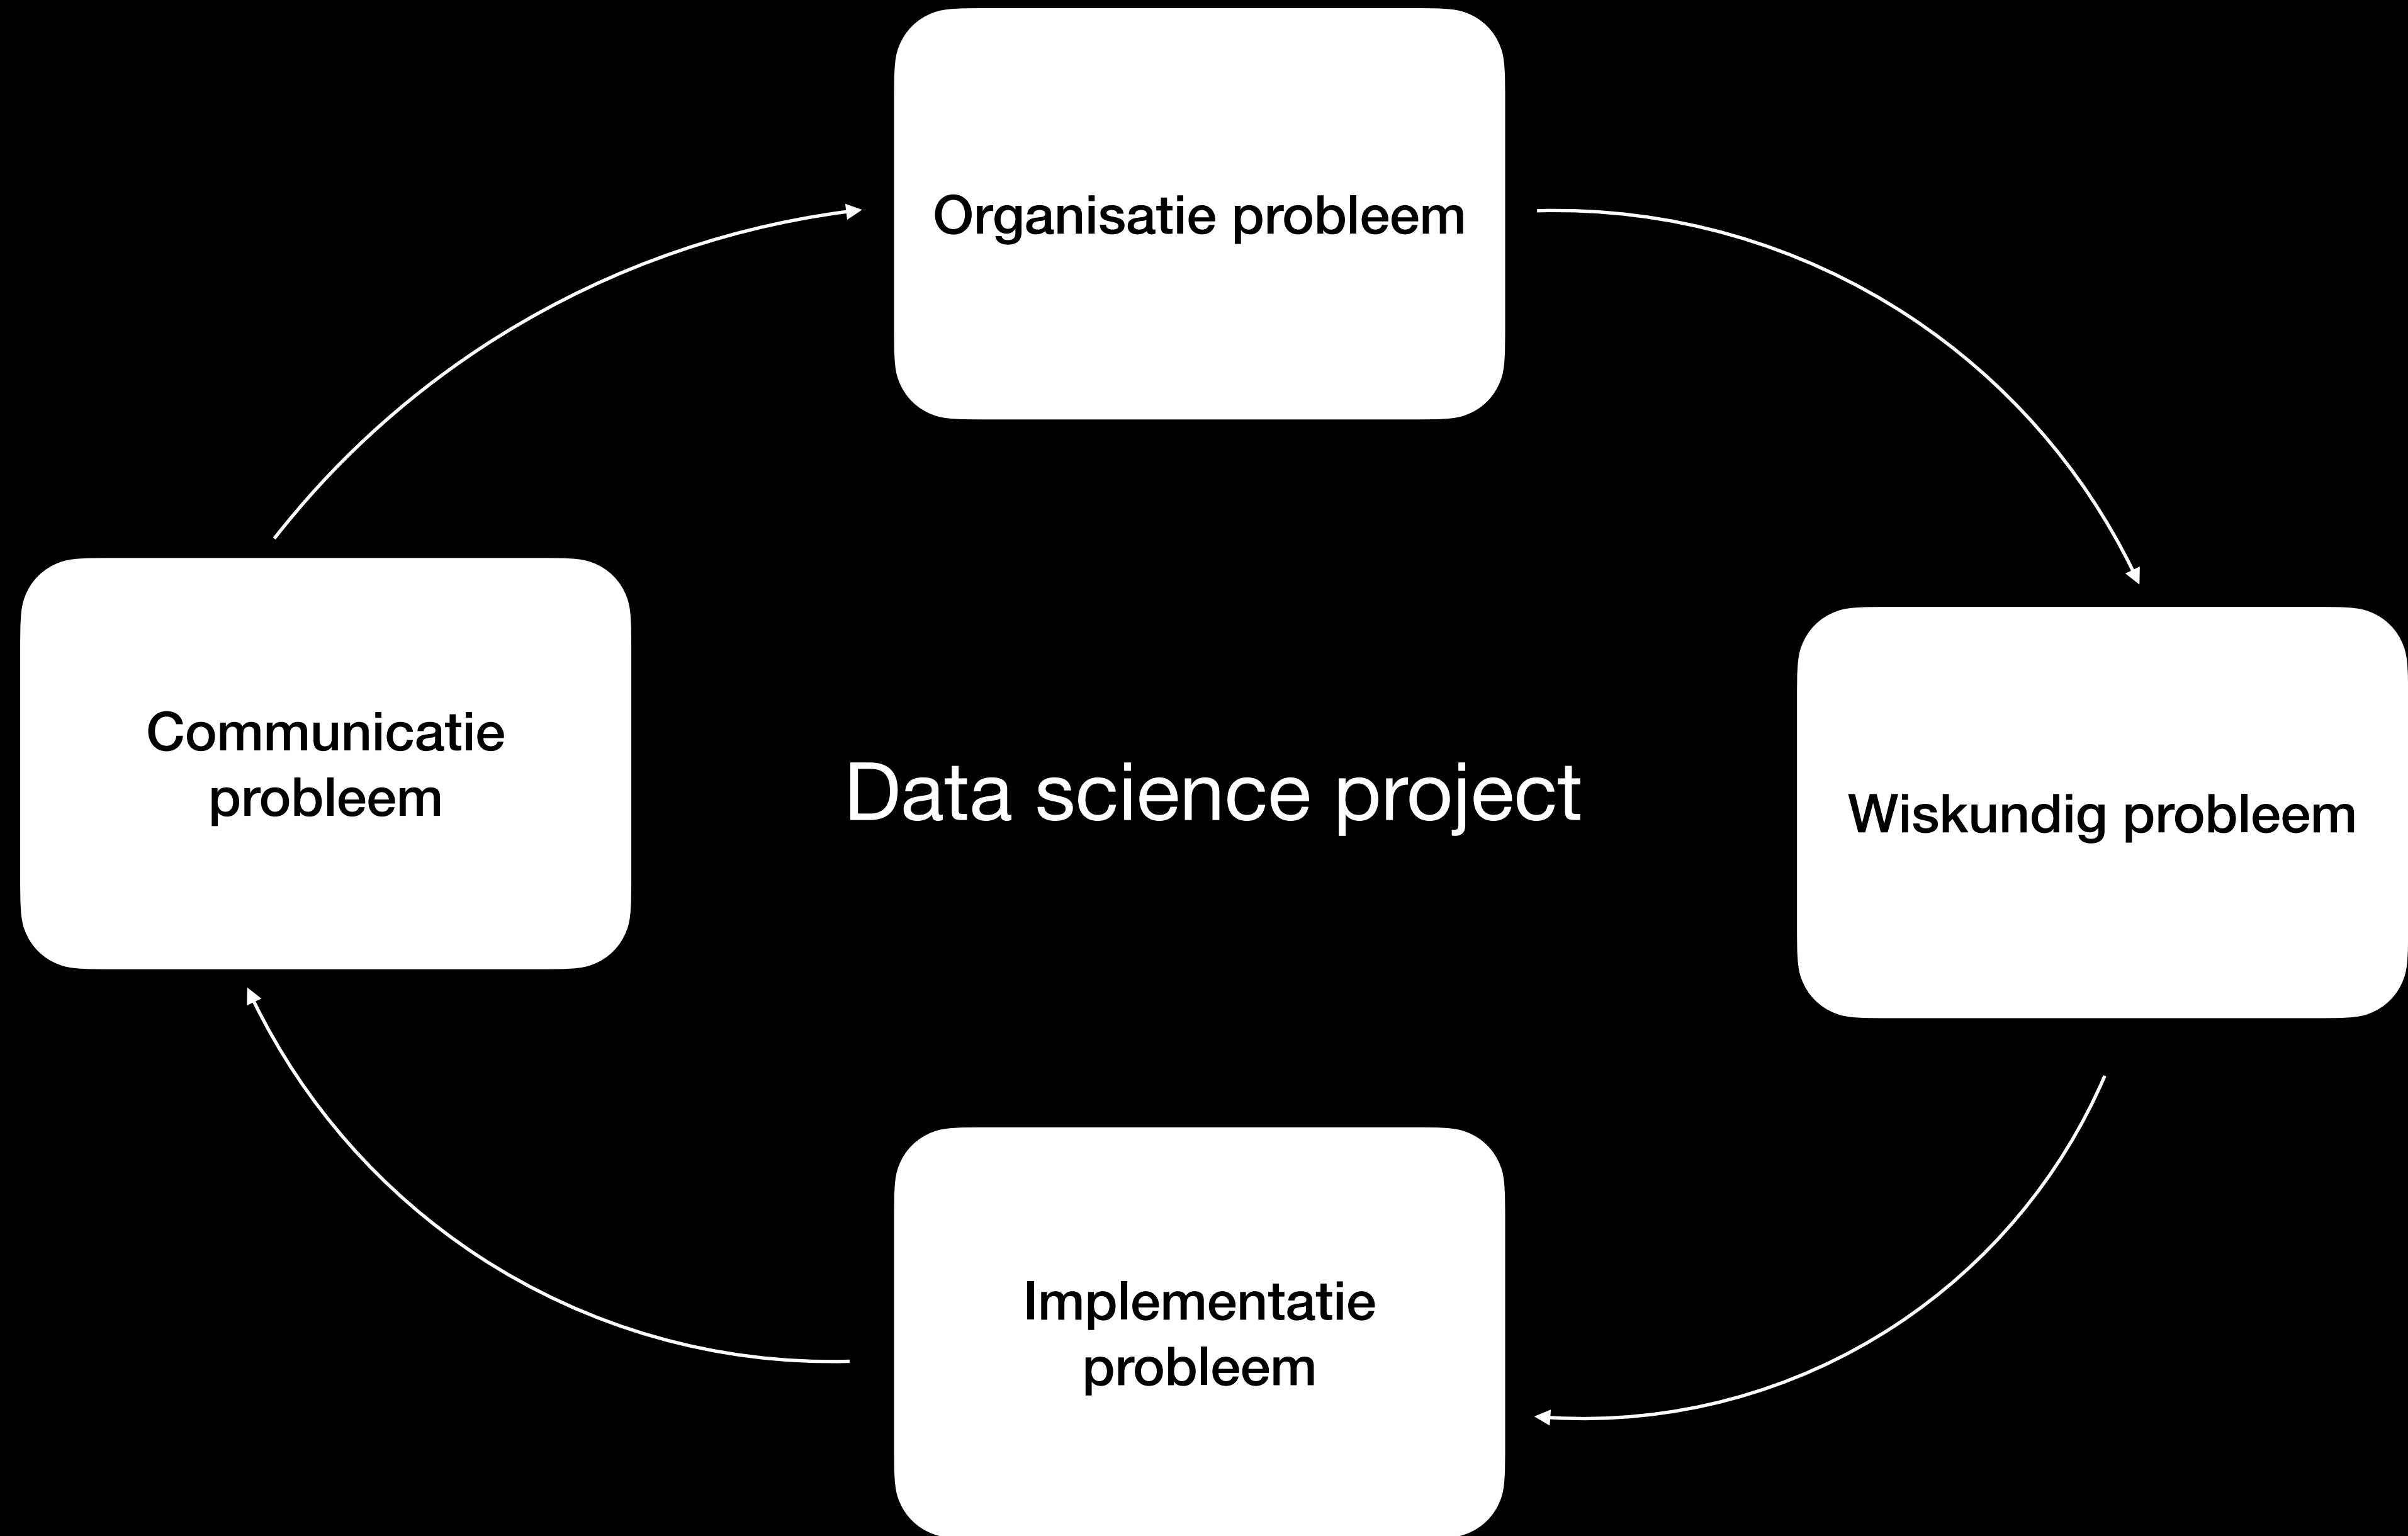 Organisatie probleem
Communicatie
probleem
Data science project
Wiskundig probleem
Implementatie
probleem